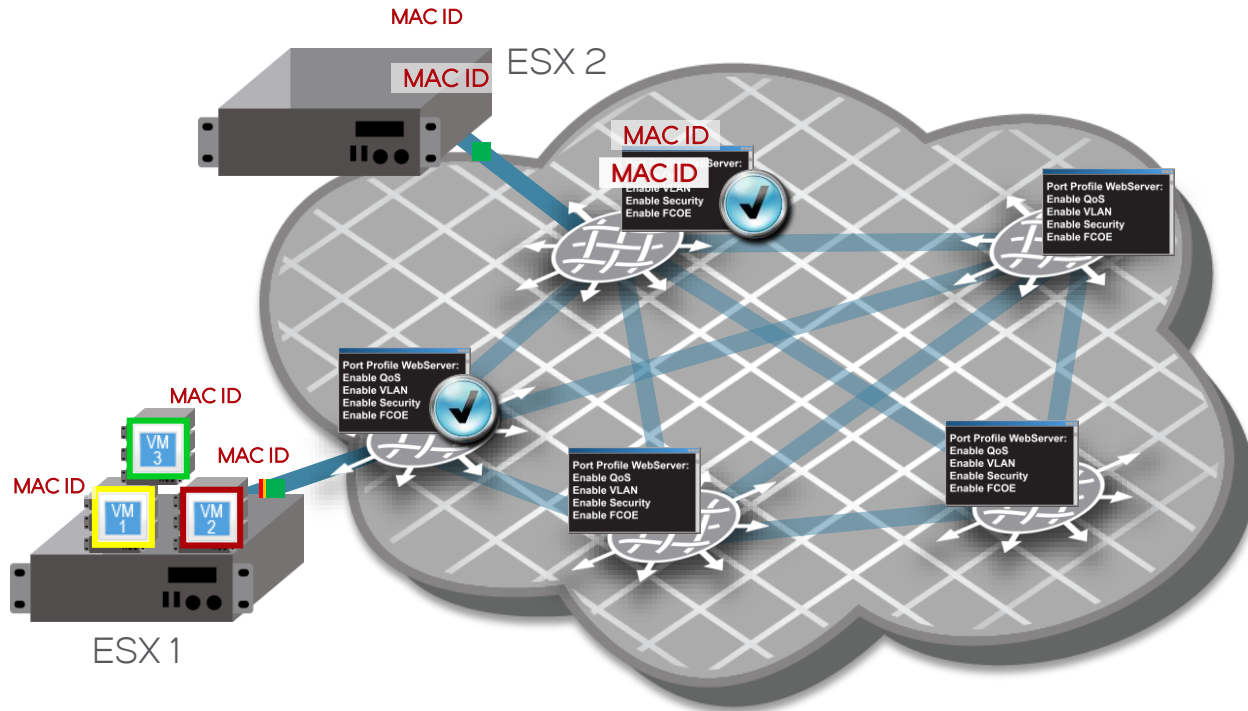 MAC ID
ESX 2
MAC ID
MAC ID
Server:
MAC ID
Enable VLAN
Enable Security
Enable FCOE
Port Profile WebServer:
Enable QoS
Enable VLAN
Enable Security
Enable FCOE
Port Profile WebServer:
Enable QoS
Enable VLAN
Enable Security
Enable FCOE
MAC ID
VM
3
MAC ID
MAC ID
VM
1
VM
2
Port Profile WebServer:
Enable QoS
Enable VLAN
Enable Security
Enable FCOE
Port Profile WebServer:
Enable QoS
Enable VLAN
Enable Security
Enable FCOE
ESX 1